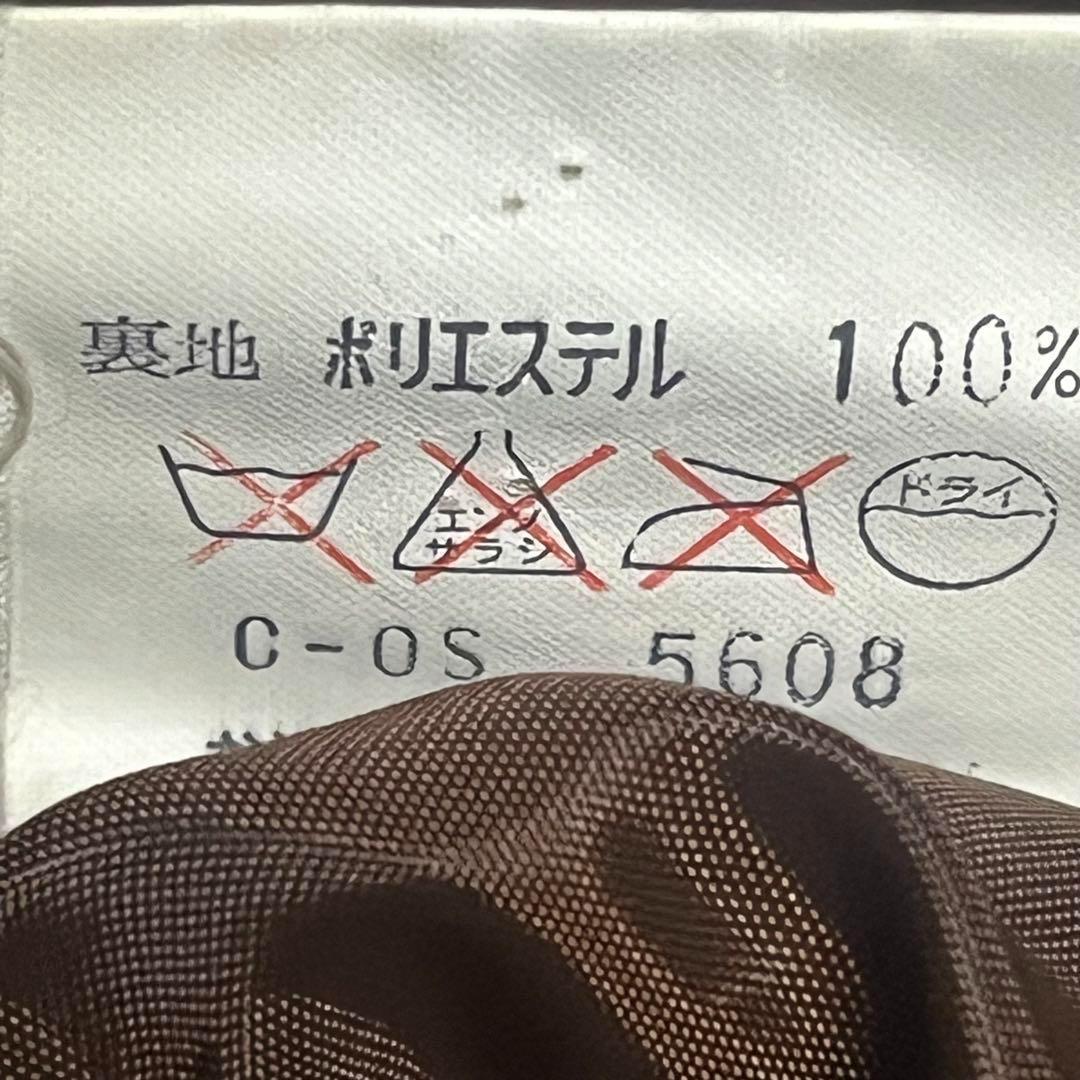 裏地 ポリエステル 100%
エンソ ドライ
サラシ
C-OS 5608